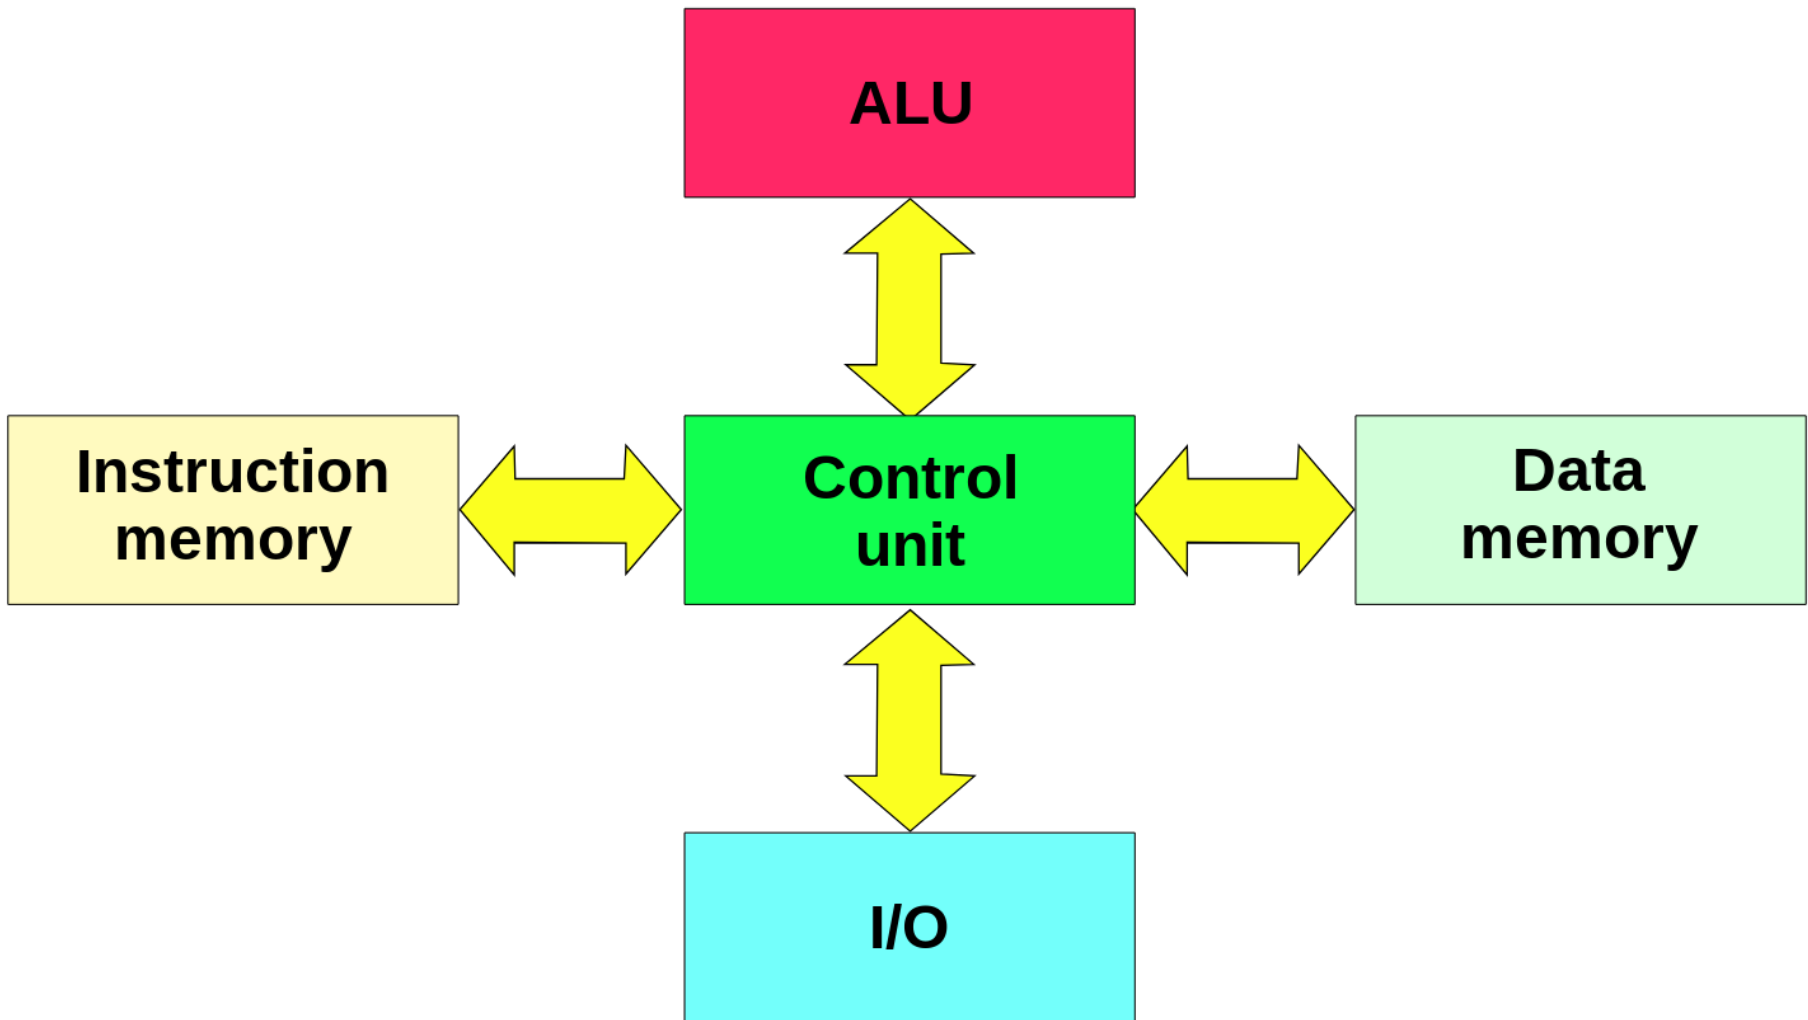 ALU
Instruction
memory
Control
unit
Data
memory
I/O